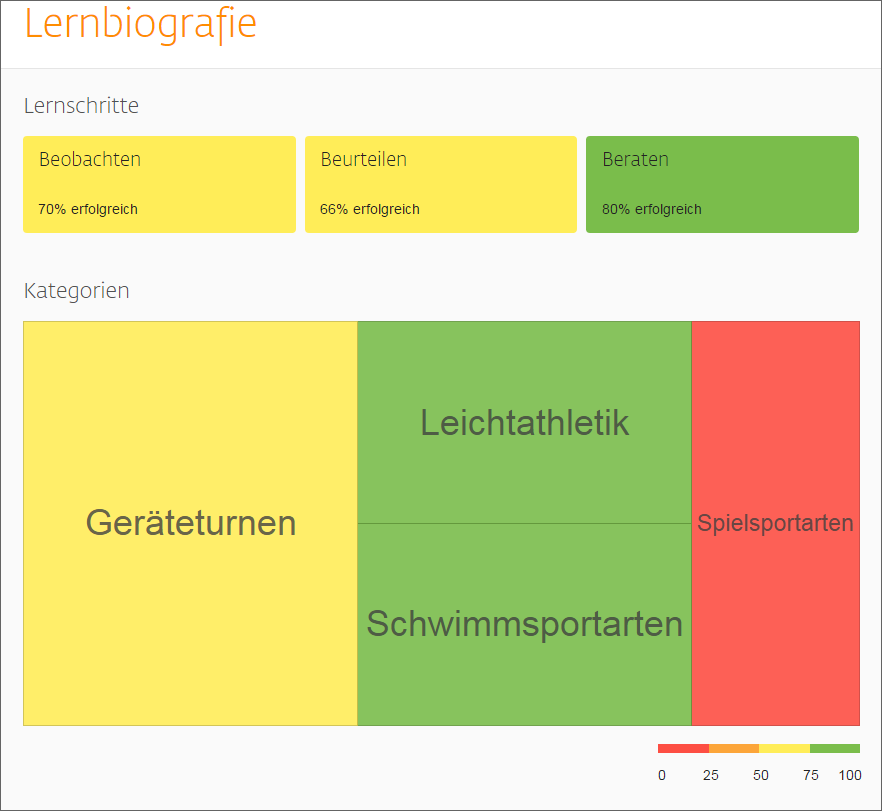 Lernbiografie
Lernschritte
Beobachten
70% erfolgreich
Beurteilen
66% erfolgreich
Beraten
80% erfolgreich
Kategorien
Geräteturnen
Leichtathletik
Schwimmsportarten
Spielsportarten
0 25 50 75 100